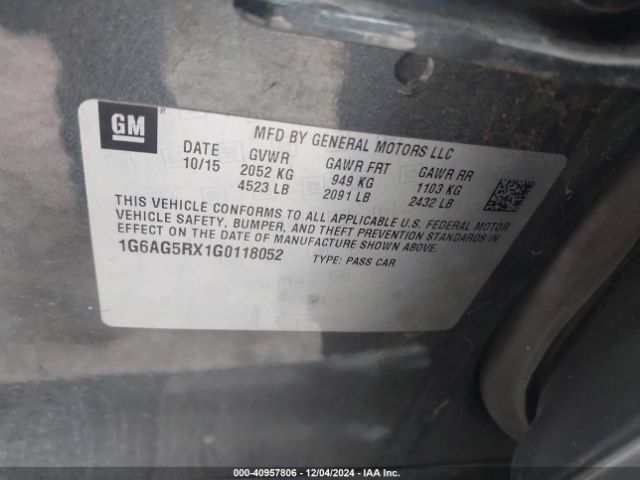 GM
MFD BY GENERAL MOTORS LLC
DATE GVWR GAWR FRT GAWR RR
10/15 2052 KG 949 KG 1103 KG
4523 LB 2091 LB 2432 LB
THIS VEHICLE CONFORMS TO ALL APPLICABLE U.S. FEDERAL MOTOR
VEHICLE SAFETY, BUMPER, AND THEFT PREVENTION STANDARDS IN
EFFECT ON THE DATE OF MANUFACTURE SHOWN ABOVE.
1G6AG5RX1G0118052 TYPE: PASS CAR
000-40957806 - 12/04/2024 - IAA Inc.